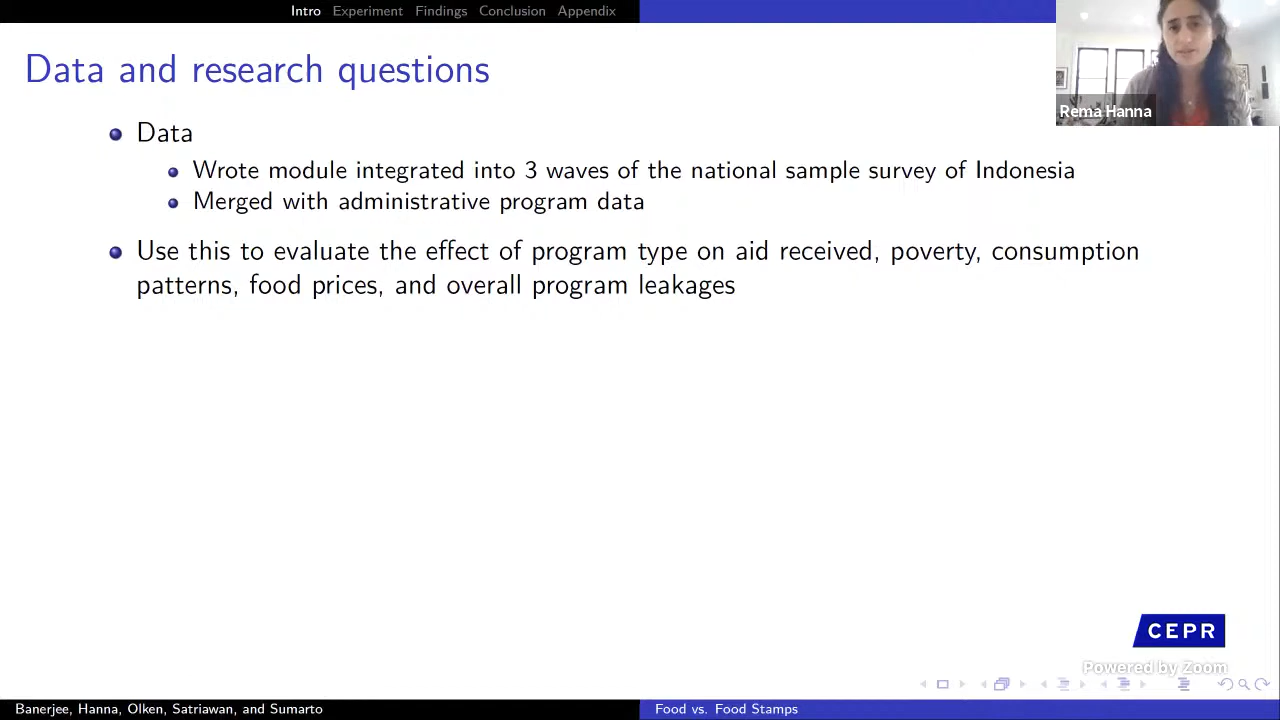 Intro Experiment Findings Conclusion Appendix
Data and research questions
Rema Hanna
Data
Wrote module integrated into 3 waves of the national sample survey of Indonesia
Merged with administrative program data
Use this to evaluate the effect of program type on aid received, poverty, consumption
patterns, food prices, and overall program leakages
CEPR
Powered by Zoom
Banerjee, Hanna, Olken, Satriawan, and Sumarto
Food vs. Food Stamps